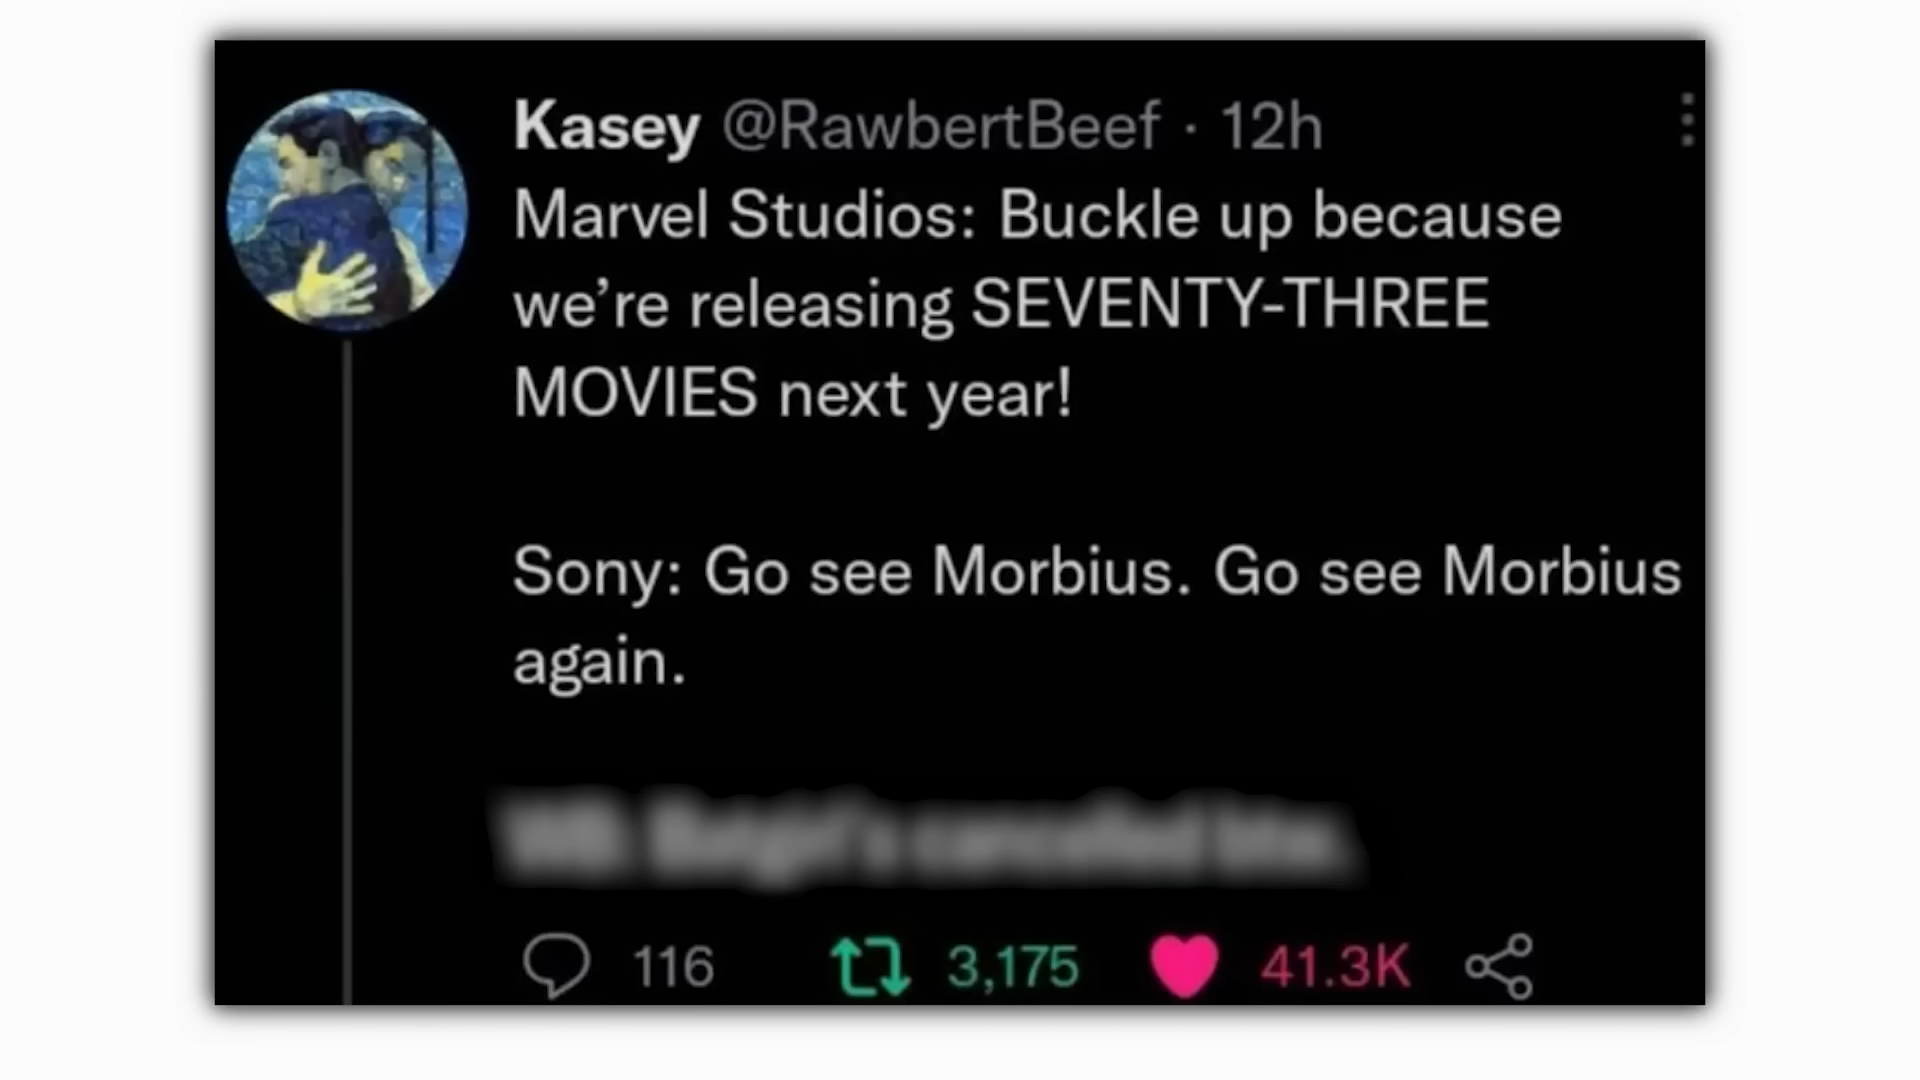 Kasey @RawbertBeef · 12h
Marvel Studios: Buckle up because
we’re releasing SEVENTY-THREE
MOVIES next year!
Sony: Go see Morbius. Go see Morbius
again.
116 3,175 41.3K